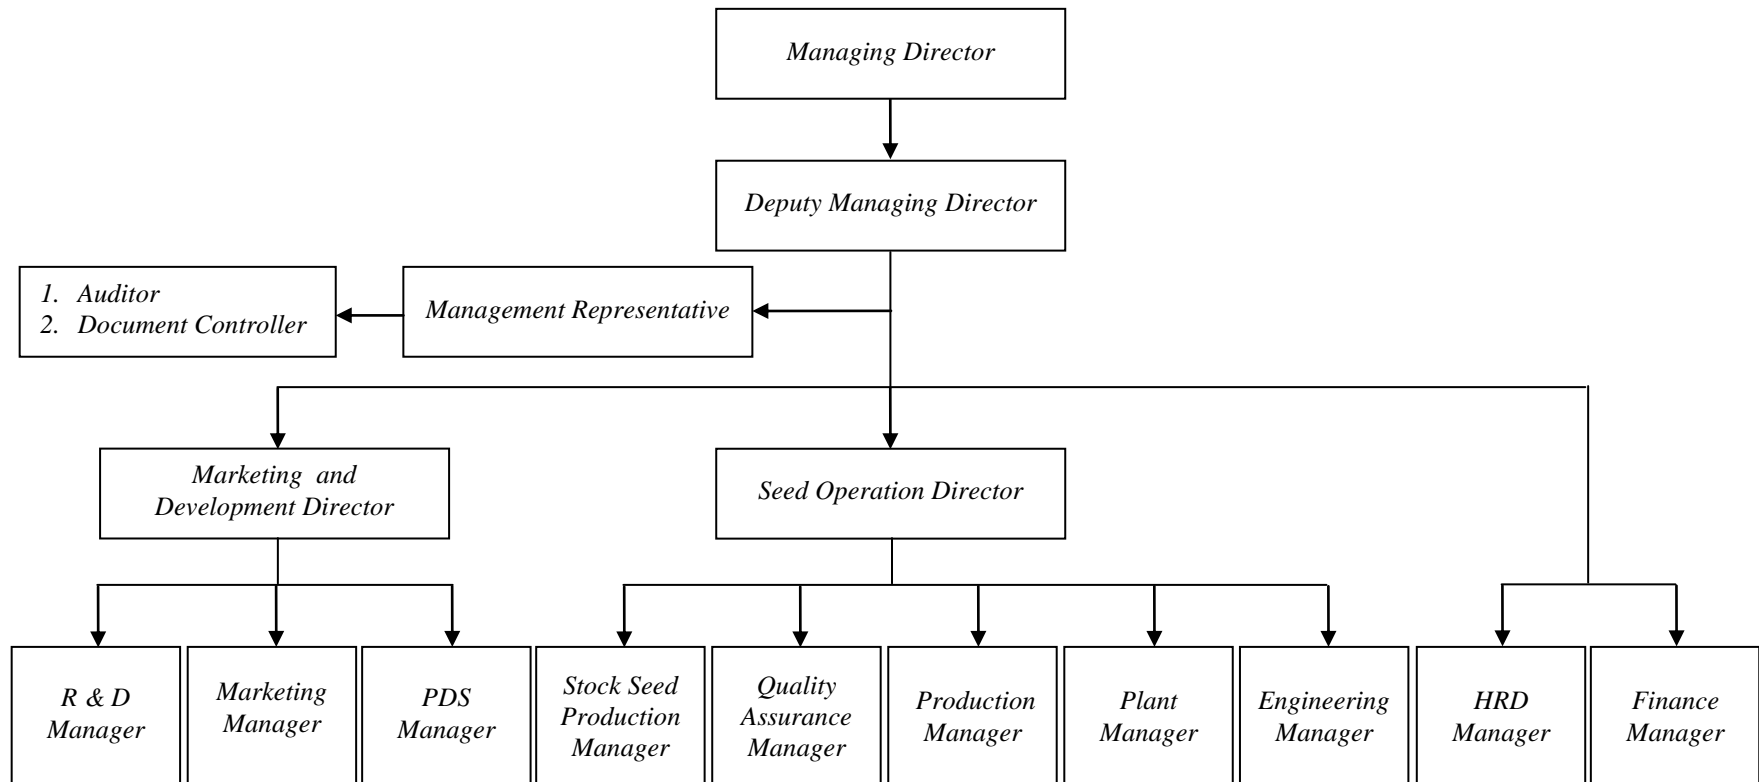 Managing Director
Deputy Managing Director
1. Auditor
2. Document Controller
Management Representative
Marketing and
Development Director
Seed Operation Director
R & D
Manager
Marketing
Manager
PDS
Manager
Stock Seed
Production
Manager
Quality
Assurance
Manager
Production
Manager
Plant
Manager
Engineering
Manager
HRD
Manager
Finance
Manager